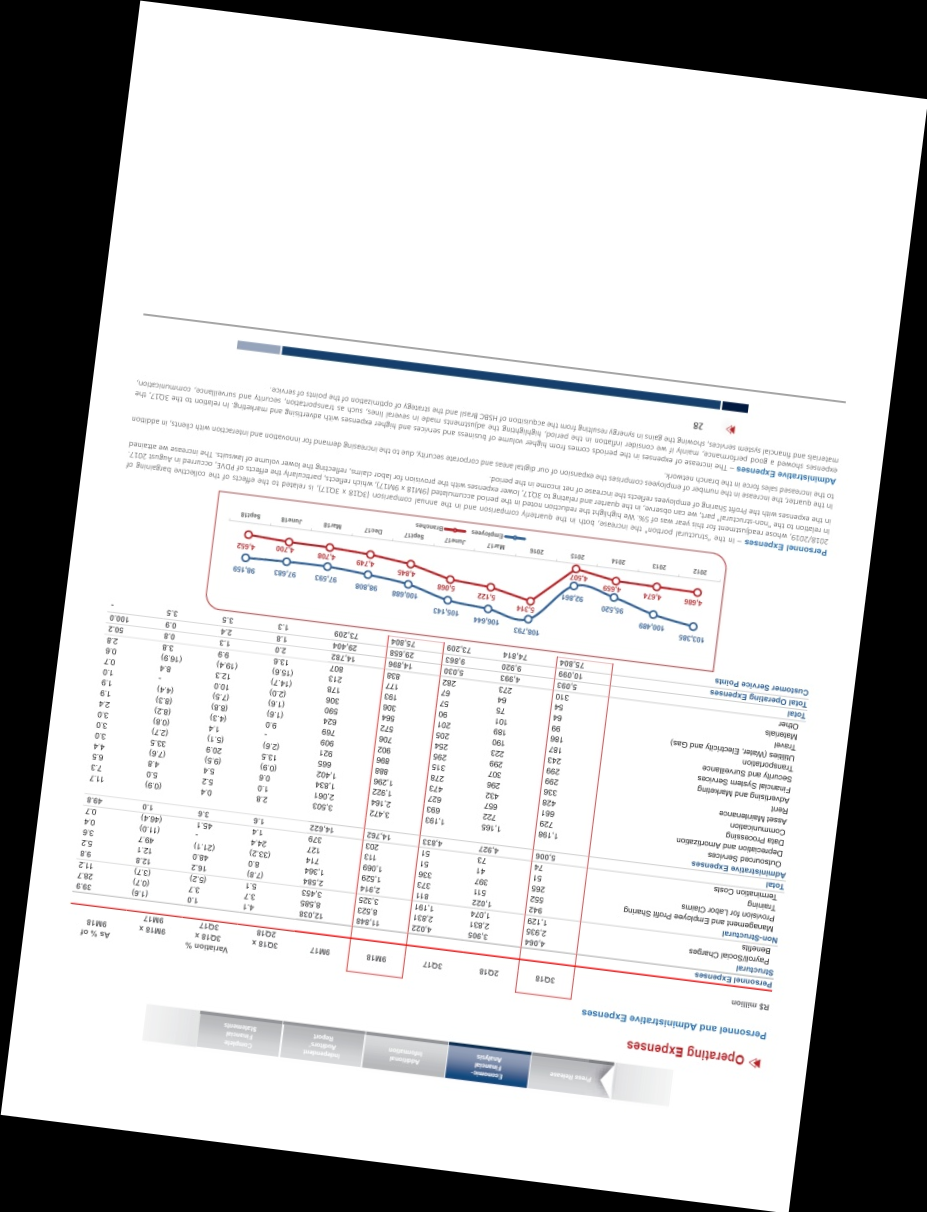 Press Release
Economic-
Financial
Analysis
Additional
Information
Independent
Auditors'
Report
Complete
Financial
Statements
Operating Expenses
Personnel and Administrative Expenses
R$ million 3Q18 2Q18 3Q17 9M18 9M17 Variation % As % of
3Q18 x 2Q18 3Q18 x 3Q17 9M18 x 9M17 9M18
Personnel Expenses
Structural 4,064 3,905 4,022 11,848 12,038 4.1 1.0 (1.6) 39.9
Payroll/Social Charges 2,935 2,831 2,831 8,523 8,585 3.7 3.7 (0.7) 28.7
Benefits 1,129 1,074 1,191 3,325 3,453 5.1 (5.2) (3.7) 11.2
Non-Structural 942 1,022 811 2,914 2,584 (7.8) 16.2 12.8 9.8
Management and Employee Profit Sharing 552 511 373 1,529 1,364 8.0 48.0 12.1 5.2
Provision for Labor Claims 265 397 336 1,069 714 (33.2) (21.1) 49.7 3.6
Training 51 41 51 113 127 24.4 - (11.0) 0.4
Termination Costs 74 73 51 203 379 1.4 45.1 (46.4) 0.7
Total 5,006 4,927 4,833 14,762 14,622 1.6 3.6 1.0 49.8
Administrative Expenses
Outsourced Services 1,198 1,165 1,193 3,472 3,503 2.8 0.4 (0.9) 11.7
Depreciation and Amortization 729 722 693 2,164 2,061 1.0 5.2 5.0 7.3
Data Processing 681 657 627 1,922 1,834 4.8 6.5
Communication 428 432 473 1,296 1,402 (0.9) (9.5) (7.6) 4.4
Asset Maintenance 336 296 278 888 665 13.5 20.9 33.5 3.0
Rent 299 307 315 896 921 (2.6) (5.1) (2.7) 3.0
Advertising and Marketing 299 299 295 902 909 - 1.4 (0.8) 3.0
Financial System Services 243 223 254 706 769 9.0 (4.3) (8.2) 2.4
Security and Surveillance 187 190 205 572 624 (1.6) (8.8) (8.3) 1.9
Transportation 186 189 201 564 590 (1.6) (7.5) (4.4) 1.9
Utilities (Water, Electricity and Gas) 99 101 90 306 306 (2.0) 10.0 - 1.0
Travel 64 75 57 193 178 (14.7) 12.3 8.4 0.7
Materials 54 64 67 177 213 (15.6) (19.4) (16.9) 0.6
Other 310 273 282 838 807 13.6 9.9 3.8 2.8
Total 5,093 4,993 5,030 14,896 14,782 2.0 1.3 0.8 50.2
Total Operating Expenses 10,099 9,920 9,863 29,658 29,404 1.8 2.4 0.9 100.0
Customer Service Points 75,804 74,814 73,209 75,804 73,209 1.3 3.5 3.5 -
103,385 100,489 95,520 92,861 108,793 106,644 105,143 100,688 98,808 97,593 97,683 98,159
4,686 4,674 4,659 4,507 5,314 5,122 5,068 4,845 4,749 4,708 4,700 4,652
2012 2013 2014 2015 2016 Mar17 June17 Sept17 Dec17 Mar18 June18 Sept18
Employees Branches
Personnel Expenses – in the "structural portion" the increase, both in the quarterly comparison and in the annual comparison (3Q18 x 3Q17), is related to the effects of the collective bargaining of
2018/2019, whose readjustment for this year was of 5%. We highlight the reduction noted in the period accumulated (9M18 x 9M17), which reflects, particularly the effects of PDVE, occurred in August 2017.
In relation to the "non-structural" part, we can observe, in the quarter and relating to 3Q17, lower expenses with the provision for labor claims, reflecting the lower volume of lawsuits. The increase we attained
in the expenses with the Profit Sharing of employees reflects the increase of net income in the period
in the quarter, the increase in the number of employees comprises the expansion of our digital areas and corporate security, due to the increasing demand for innovation and interaction with clients, in addition
to the increased sales force in the branch network.
Administrative Expenses – The increase of expenses in the periods comes from higher volume of business and services and higher expenses with advertising and marketing. In relation to the 3Q17, the
expenses showed a good performance, mainly if we consider inflation in the period, highlighting the adjustments made in several lines, such as transportation, security and surveillance, communication,
materials and financial system services, showing the gains in synergy resulting from the acquisition of HSBC Brasil and the strategy of optimization of the points of service.
28